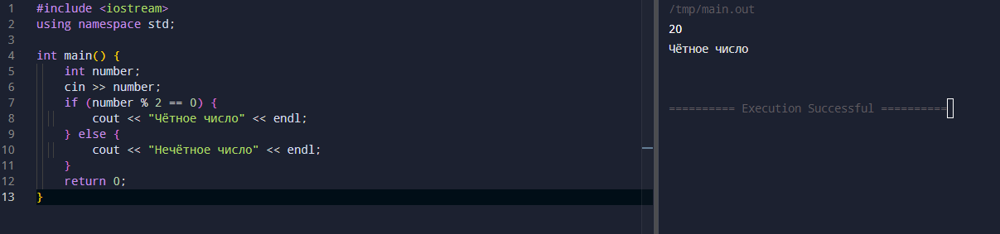 1 #include <iostream>
2 using namespace std;
3
4 int main() {
5     int number;
6     cin >> number;
7     if (number % 2 == 0) {
8         cout << "Чётное число" << endl;
9     } else {
10         cout << "Нечётное число" << endl;
11     }
12     return 0;
13 }
/tmp/main.out
20
Чётное число
========== Execution Successful ==========